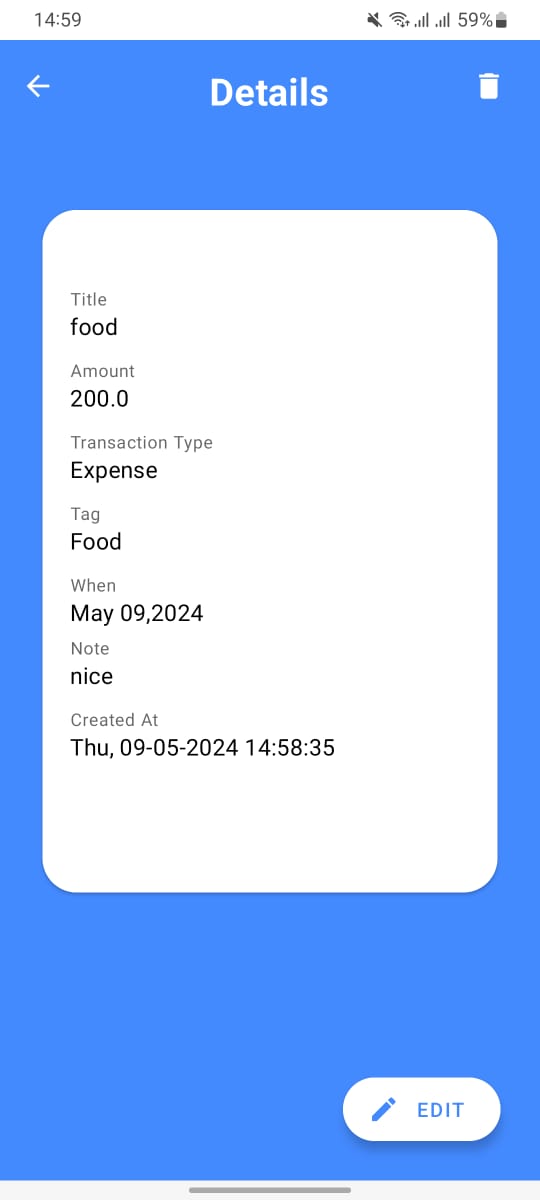 14:59
59%
Details
Title
food
Amount
200.0
Transaction Type
Expense
Tag
Food
When
May 09,2024
Note
nice
Created At
Thu, 09-05-2024 14:58:35
EDIT